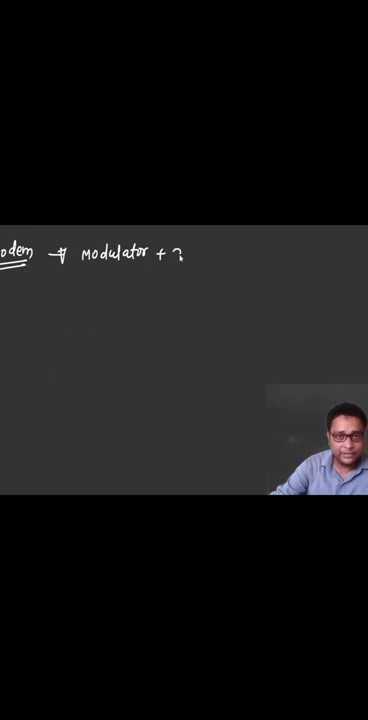 odem → Modulator +